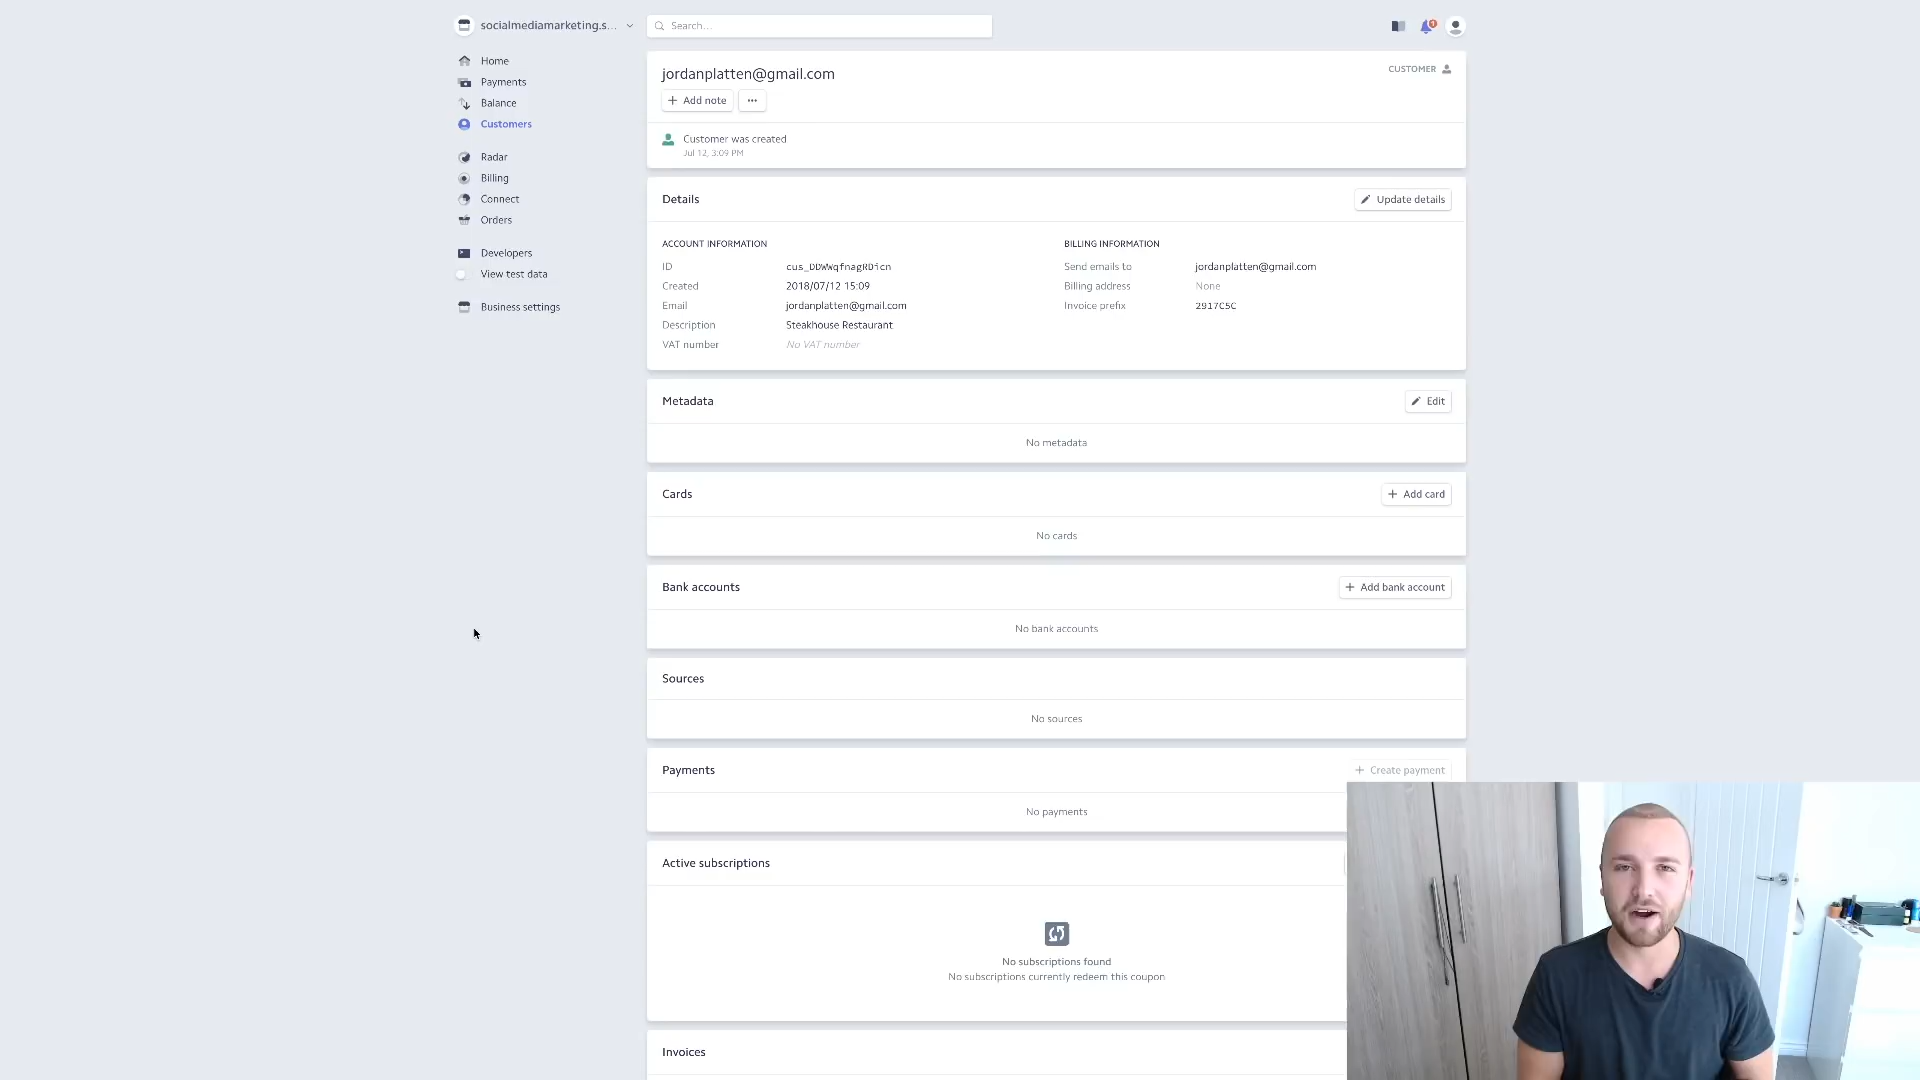 socialmediamarketing.s...
Search...
Home
Payments
Balance
Customers
Radar
Billing
Connect
Orders
Developers
View test data
Business settings
jordanplatten@gmail.com
CUSTOMER
Add note
Customer was created
Jul 12, 3:09 PM
Details
Update details
ACCOUNT INFORMATION
ID cus_DDWWqfnagRDicn
Created 2018/07/12 15:09
Email jordanplatten@gmail.com
Description Steakhouse Restaurant
VAT number No VAT number
BILLING INFORMATION
Send emails to jordanplatten@gmail.com
Billing address None
Invoice prefix 2917C5C
Metadata
Edit
No metadata
Cards
Add card
No cards
Bank accounts
Add bank account
No bank accounts
Sources
No sources
Payments
Create payment
No payments
Active subscriptions
No subscriptions found
No subscriptions currently redeem this coupon
Invoices